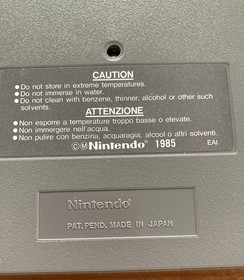 CAUTION
●Do not store in extreme temperatures.
●Do not immerse in water.
●Do not clean with benzene, thinner, alcohol or other such
solvents.
ATTENZIONE
●Non esporre a temperature troppo basse o elevate.
●Non immergere nell'acqua.
●Non pulire con benzina, acquaragia, alcool o altri solventi.
©ⓂNintendo® 1985 EAI
Nintendo
PAT. PEND. MADE IN JAPAN